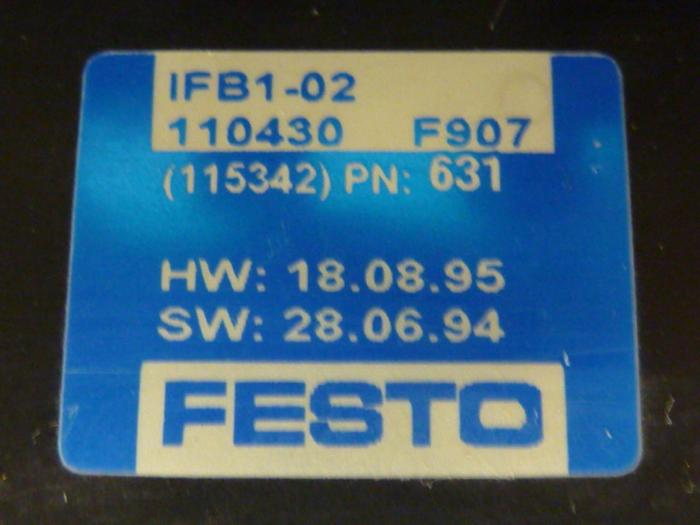 IFB1-02
110430 F907
(115342) PN: 631
HW: 18.08.95
SW: 28.06.94
FESTO